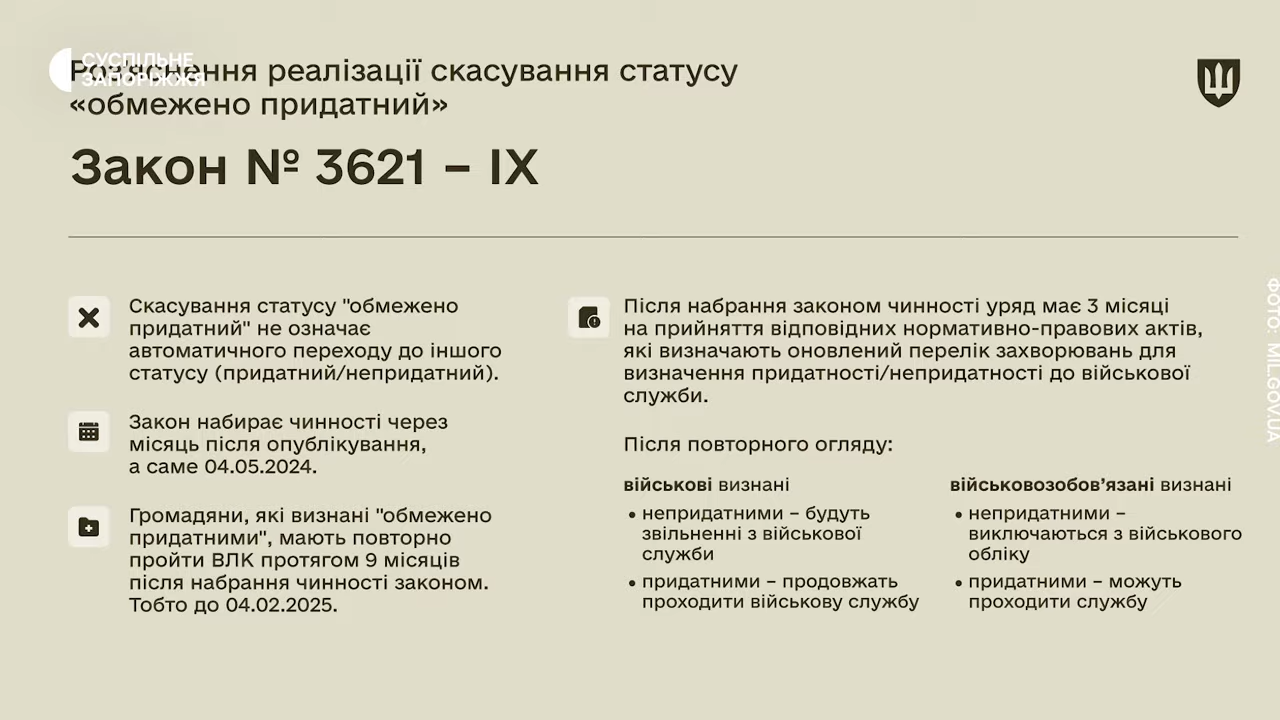 СУСПІЛЬНЕ
ЗАПОРІЖЖЯ
Роз'яснення реалізації скасування статусу
«обмежено придатний»
Закон № 3621 – IX
Скасування статусу "обмежено
придатний" не означає
автоматичного переходу до іншого
статусу (придатний/непридатний).
Закон набирає чинності через
місяць після опублікування,
а саме 04.05.2024.
Громадяни, які визнані "обмежено
придатними", мають повторно
пройти ВЛК протягом 9 місяців
після набрання чинності законом.
Тобто до 04.02.2025.
Після набрання законом чинності уряд має 3 місяці
на прийняття відповідних нормативно-правових актів,
які визначають оновлений перелік захворювань для
визначення придатності/непридатності до військової
служби.
Після повторного огляду:
військові визнані
• непридатними – будуть
звільненні з військової
служби
• придатними – продовжать
проходити військову службу
військовозобов’язані визнані
• непридатними –
виключаються з військового
обліку
• придатними – можуть
проходити службу
ФОТО: MIL.GOV.UA